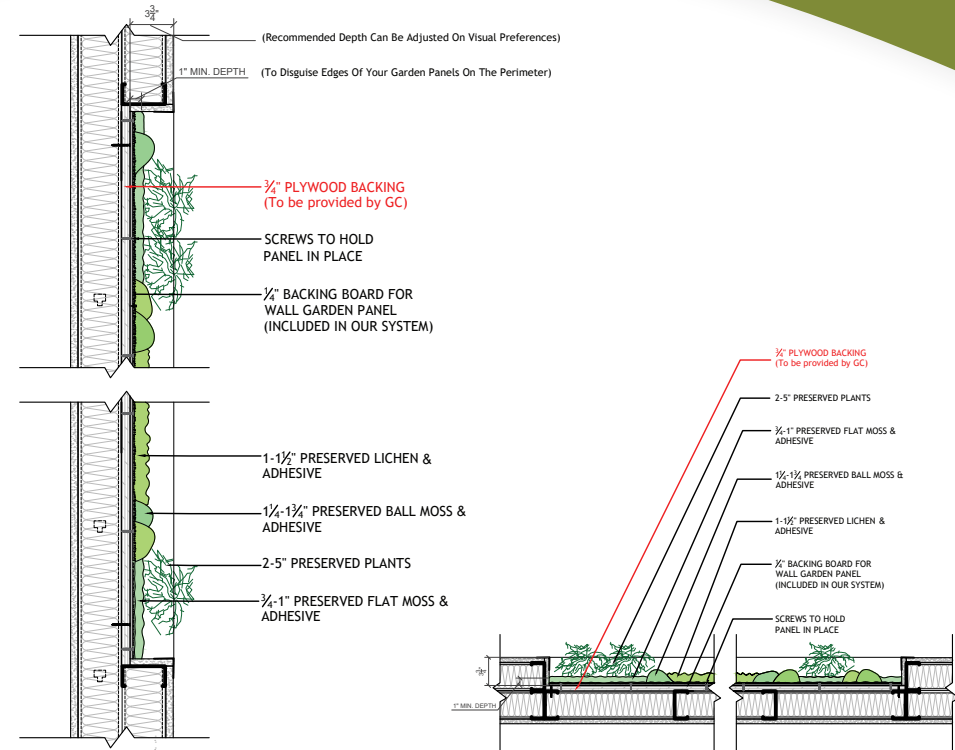 3¾"
(Recommended Depth Can Be Adjusted On Visual Preferences)
1" MIN. DEPTH
(To Disguise Edges Of Your Garden Panels On The Perimeter)
¾" PLYWOOD BACKING
(To be provided by GC)
SCREWS TO HOLD
PANEL IN PLACE
¼" BACKING BOARD FOR
WALL GARDEN PANEL
(INCLUDED IN OUR SYSTEM)
1-1½" PRESERVED LICHEN &
ADHESIVE
1¼-1¾" PRESERVED BALL MOSS &
ADHESIVE
2-5" PRESERVED PLANTS
¾-1" PRESERVED FLAT MOSS &
ADHESIVE
¾" PLYWOOD BACKING
(To be provided by GC)
2-5" PRESERVED PLANTS
¾-1" PRESERVED FLAT MOSS &
ADHESIVE
1¼-1¾ PRESERVED BALL MOSS &
ADHESIVE
1-1½" PRESERVED LICHEN &
ADHESIVE
¼" BACKING BOARD FOR
WALL GARDEN PANEL
(INCLUDED IN OUR SYSTEM)
SCREWS TO HOLD
PANEL IN PLACE
1" MIN. DEPTH